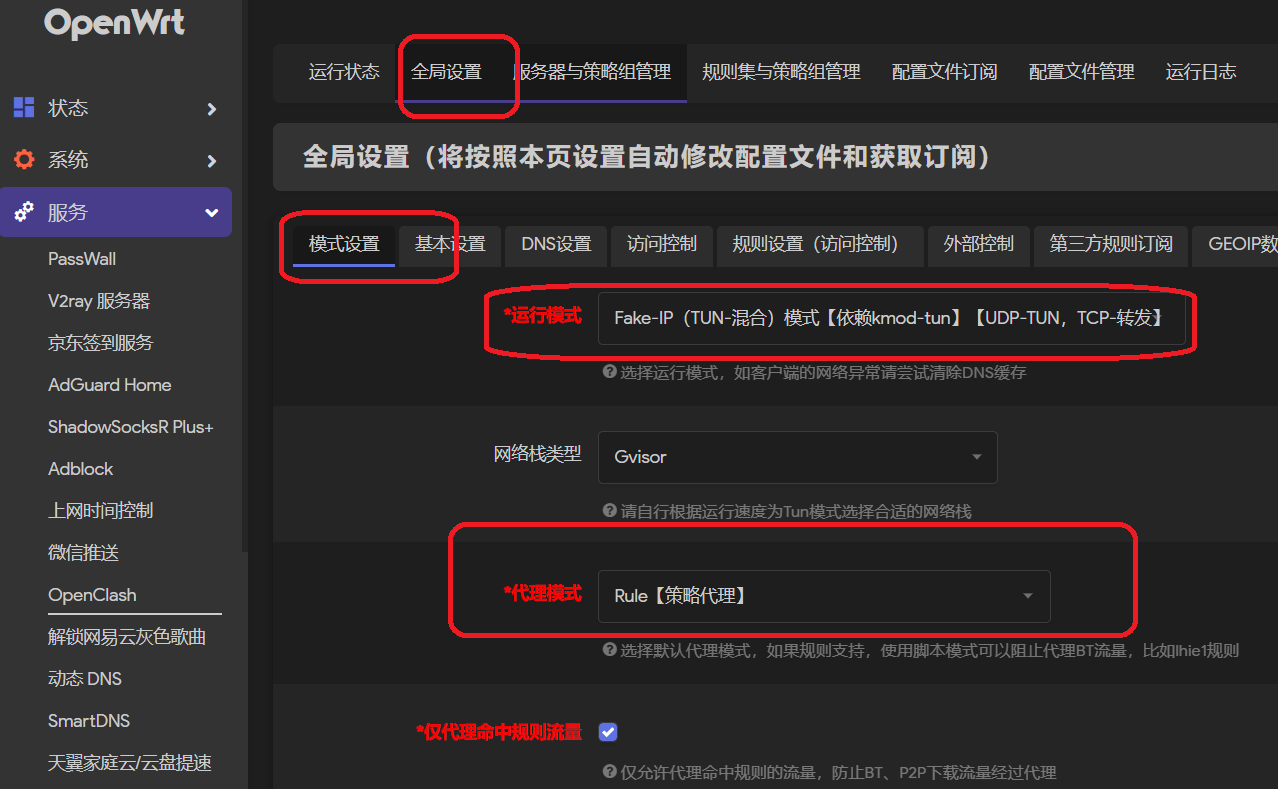 OpenWrt
状态
系统
服务
PassWall
V2ray 服务器
京东签到服务
AdGuard Home
ShadowSocksR Plus+
Adblock
上网时间控制
微信推送
OpenClash
解锁网易云灰色歌曲
动态 DNS
SmartDNS
天翼家庭云/云盘提速
运行状态 全局设置 服务器与策略组管理 规则集与策略组管理 配置文件订阅 配置文件管理 运行日志
全局设置（将按照本页设置自动修改配置文件和获取订阅）
模式设置 基本设置 DNS设置 访问控制 规则设置（访问控制） 外部控制 第三方规则订阅 GEOIP数
*运行模式 Fake-IP（TUN-混合）模式【依赖kmod-tun】【UDP-TUN，TCP-转发】
选择运行模式，如客户端的网络异常请尝试清除DNS缓存
网络栈类型 Gvisor
请自行根据运行速度为Tun模式选择合适的网络栈
*代理模式 Rule【策略代理】
选择默认代理模式，如果规则支持，使用脚本模式可以阻止代理BT流量，比如lhie1规则
*仅代理命中规则流量
仅允许代理命中规则的流量，防止BT、P2P下载流量经过代理